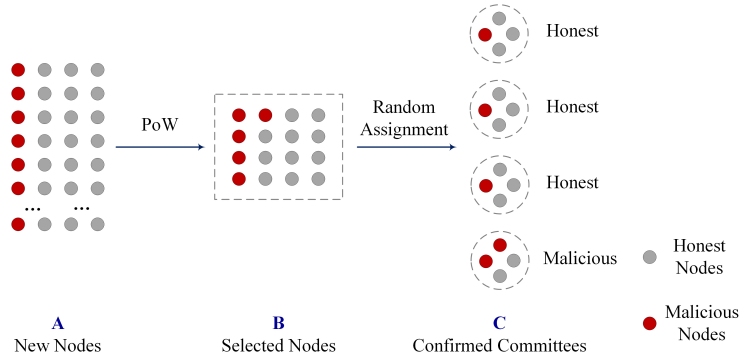 Honest
PoW
Random
Assignment
Honest
Honest
... ...
Malicious
Honest
Nodes
Malicious
Nodes
A
New Nodes
B
Selected Nodes
C
Confirmed Committees